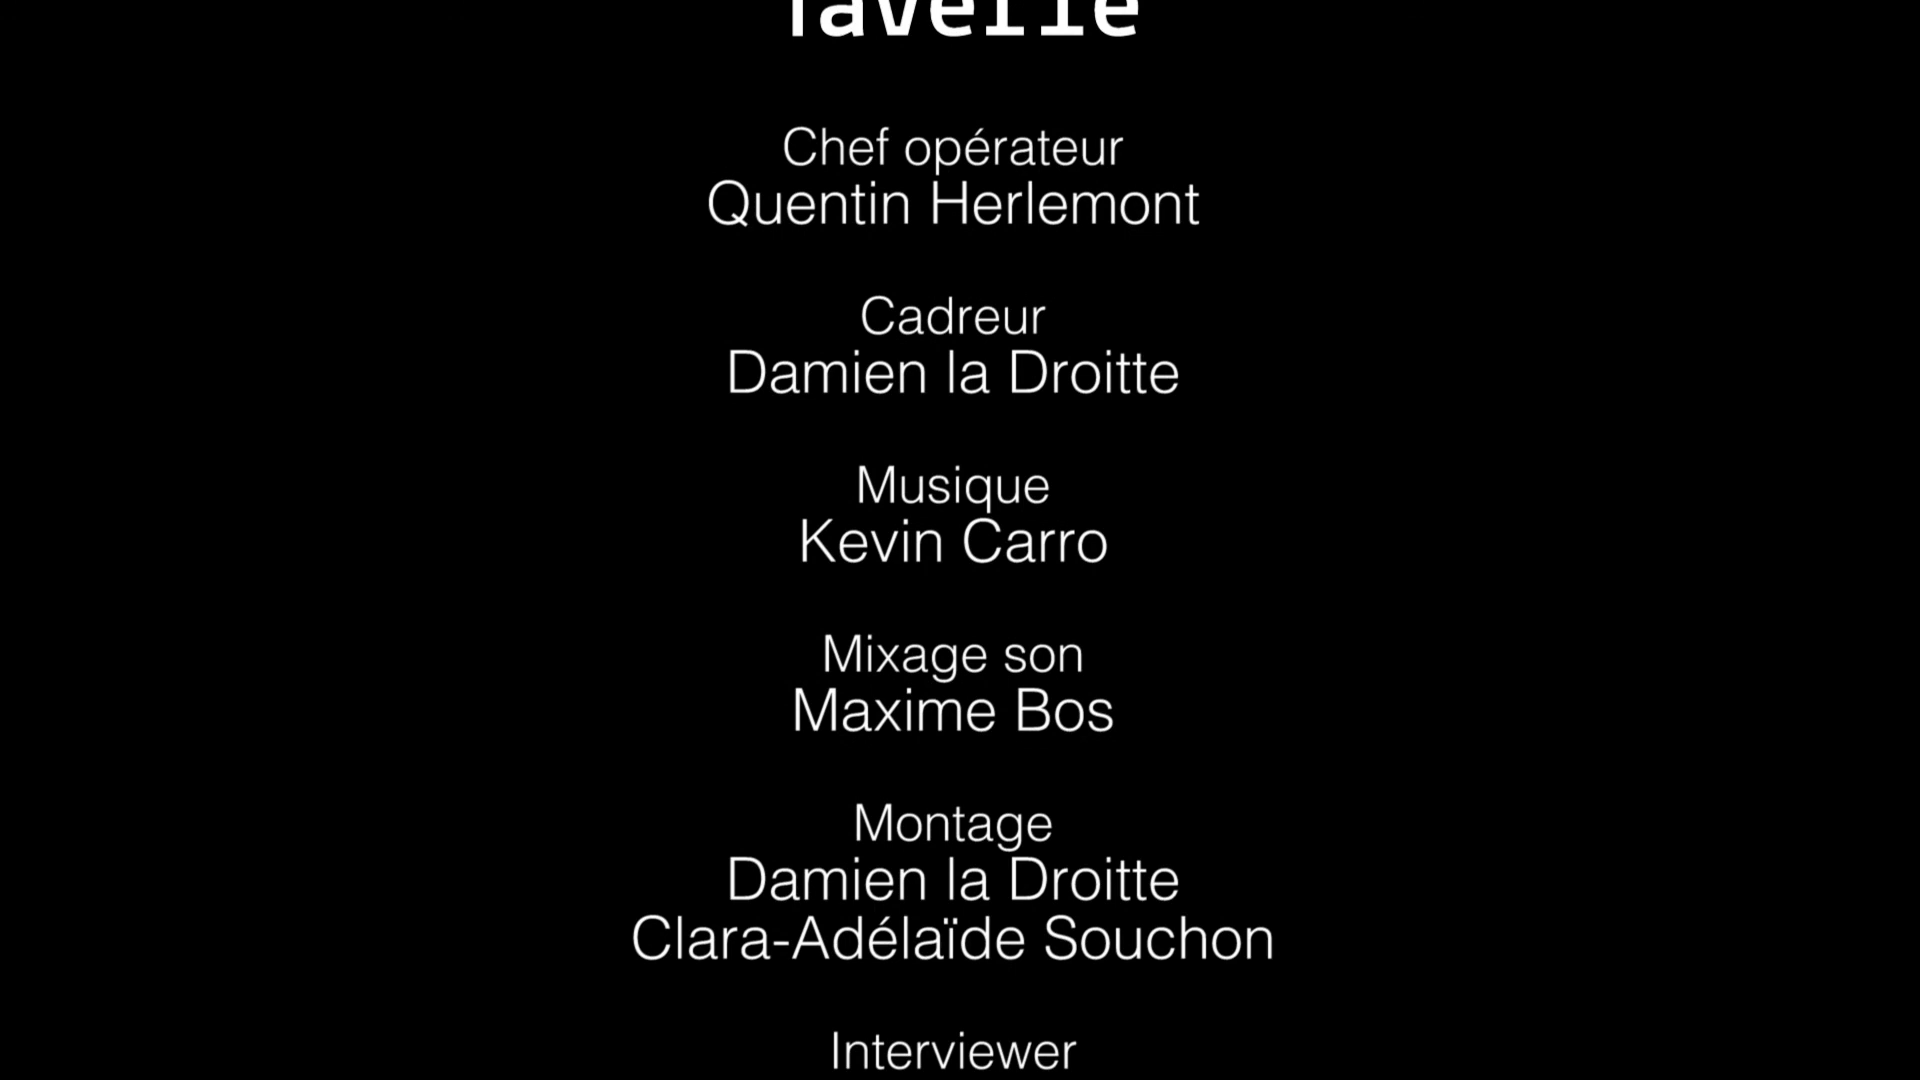 Chef opérateur
Quentin Herlemont
Cadreur
Damien la Droitte
Musique
Kevin Carro
Mixage son
Maxime Bos
Montage
Damien la Droitte
Clara-Adélaïde Souchon
Interviewer